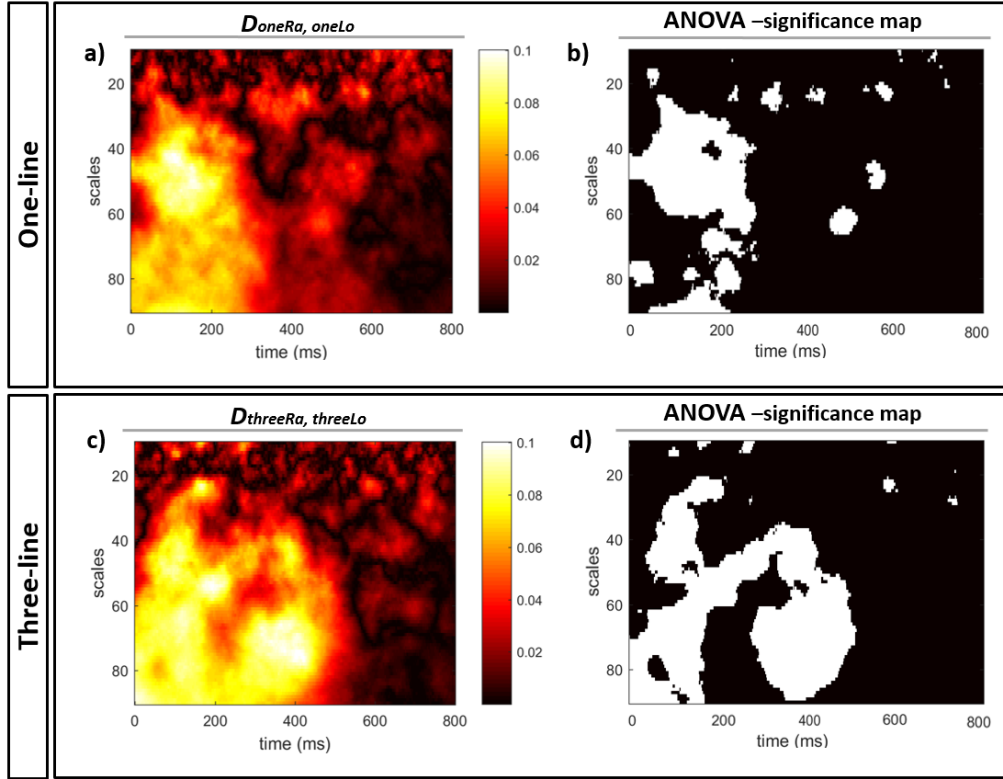 One-line
D oneRa, oneLo
ANOVA –significance map
a)
b)
scales
20
40
60
80
0
200
400
600
800
time (ms)
0.1
0.08
0.06
0.04
0.02
scales
20
40
60
80
0
200
400
600
800
time (ms)
Three-line
D threeRa, threeLo
ANOVA –significance map
c)
d)
scales
20
40
60
80
0
200
400
600
800
time (ms)
0.1
0.08
0.06
0.04
0.02
scales
20
40
60
80
0
200
400
600
800
time (ms)